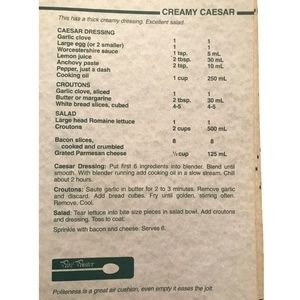 CREAMY CAESAR
This has a thick creamy dressing. Excellent salad.
CAESAR DRESSING
Garlic clove 1 1
Large egg (or 2 smaller) 1 1
Worcestershire sauce 1 tsp. 5 mL
Lemon juice 2 tbsp. 30 mL
Anchovy paste 2 tsp. 10 mL
Pepper, just a dash
Cooking oil 1 cup 250 mL
CROUTONS
Garlic clove, sliced 1 1
Butter or margarine 2 tbsp. 30 mL
White bread slices, cubed 4-5 4-5
SALAD
Large head Romaine lettuce 1 1
Croutons 2 cups 500 mL
Bacon slices, 8 8
cooked and crumbled
Grated Parmesan cheese ½ cup 125 mL
Caesar Dressing: Put first 6 ingredients into blender. Blend until
smooth. With blender running add cooking oil in a slow stream. Chill
about 2 hours.
Croutons: Saute garlic in butter for 2 to 3 minutes. Remove garlic
and discard. Add bread cubes. Fry until golden, stirring often.
Remove. Cool.
Salad: Tear lettuce into bite size pieces in salad bowl. Add croutons
and dressing. Toss to coat.
Sprinkle with bacon and cheese. Serves 6.
Politeness is a great air cushion, even empty it eases the jolt.